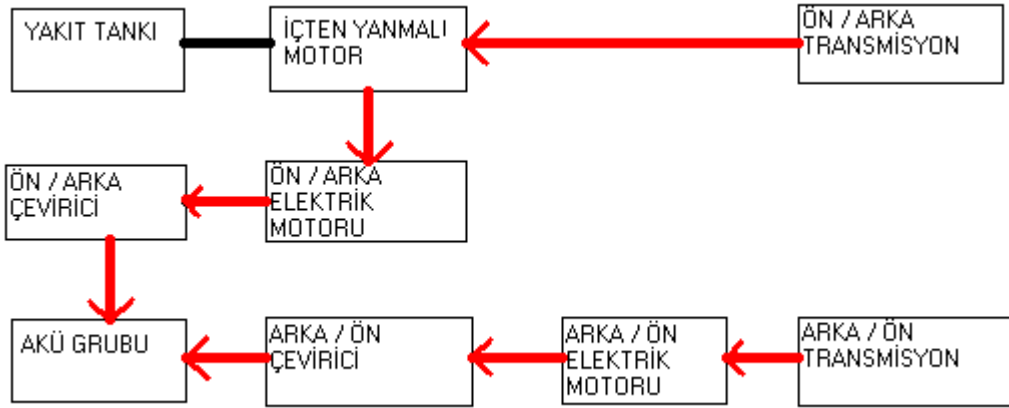 YAKIT TANKI
İÇTEN YANMALI
MOTOR
ÖN / ARKA
TRANSMİSYON
ÖN / ARKA
ÇEVİRİCİ
ÖN / ARKA
ELEKTRİK
MOTORU
AKÜ GRUBU
ARKA / ÖN
ÇEVİRİCİ
ARKA / ÖN
ELEKTRİK
MOTORU
ARKA / ÖN
TRANSMİSYON